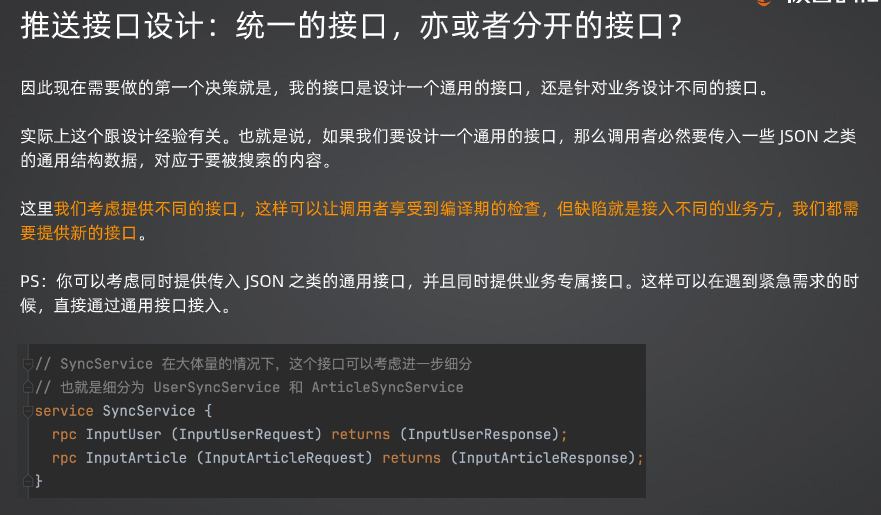 推送接口设计：统一的接口，亦或者分开的接口？
因此现在需要做的第一个决策就是，我的接口是设计一个通用的接口，还是针对业务设计不同的接口。
实际上这个跟设计经验有关。也就是说，如果我们要设计一个通用的接口，那么调用者必然要传入一些 JSON 之类
的通用结构数据，对应于要被搜索的内容。
这里我们考虑提供不同的接口，这样可以让调用者享受到编译期的检查，但缺陷就是接入不同的业务方，我们都需
要提供新的接口。
PS：你可以考虑同时提供传入 JSON 之类的通用接口，并且同时提供业务专属接口。这样可以在遇到紧急需求的时
候，直接通过通用接口接入。
// SyncService 在大体量的情况下，这个接口可以考虑进一步细分
// 也就是细分为 UserSyncService 和 ArticleSyncService
service SyncService {
rpc InputUser (InputUserRequest) returns (InputUserResponse);
rpc InputArticle (InputArticleRequest) returns (InputArticleResponse);
}